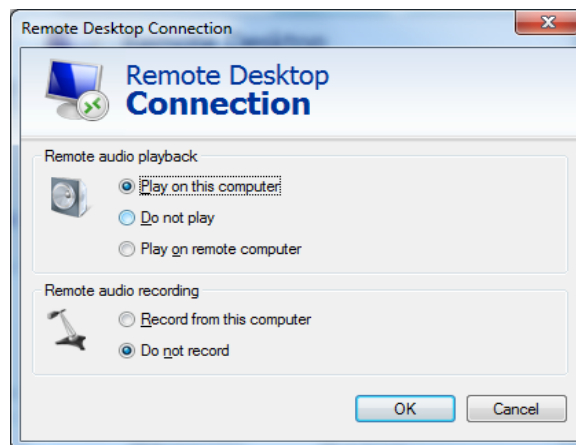 Remote Desktop Connection
Remote Desktop
Connection
Remote audio playback
Play on this computer
Do not play
Play on remote computer
Remote audio recording
Record from this computer
Do not record
OK
Cancel